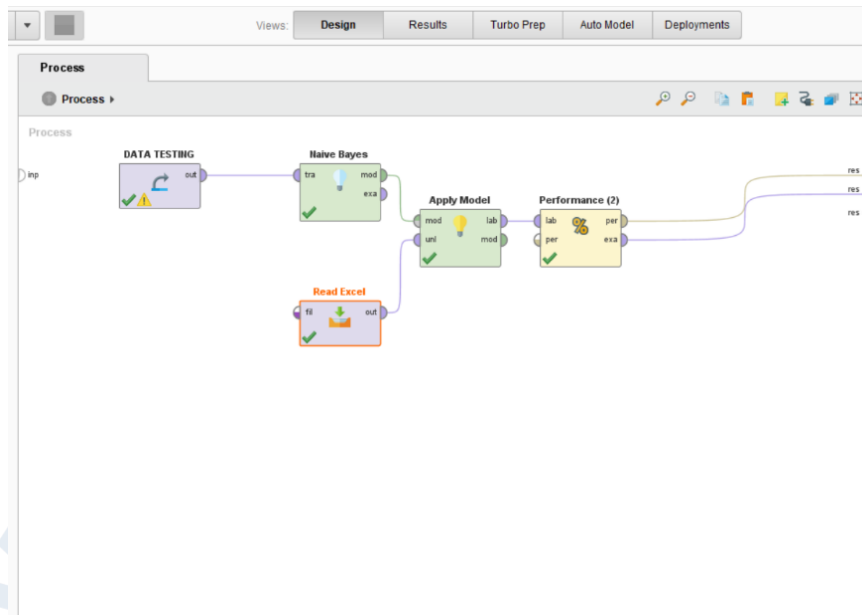 Views: Design Results Turbo Prep Auto Model Deployments
Process
Process
Process
inp
DATA TESTING
out
Naive Bayes
tra mod
exa
Apply Model
mod lab
unl mod
Performance (2)
lab per
per exa
res
res
res
Read Excel
fil out